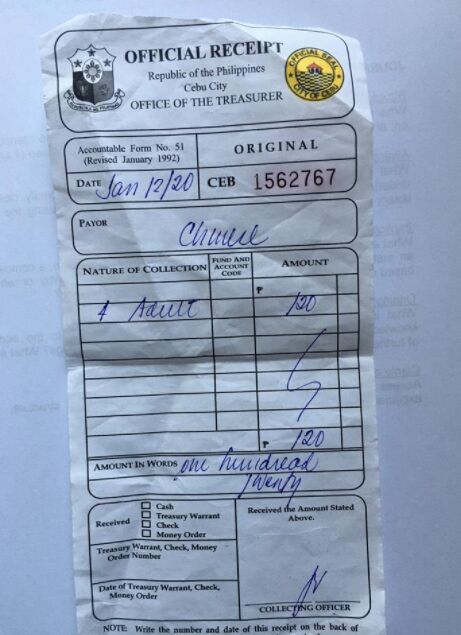 OFFICIAL RECEIPT
Republic of the Philippines
Cebu City
OFFICE OF THE TREASURER
OFFICIAL SEAL
CITY OF CEBU
Accountable Form No. 51
(Revised January 1992)
ORIGINAL
DATE Jan 12/20
CEB 1562767
PAYOR
Chinese
NATURE OF COLLECTION
FUND AND ACCOUNT CODE
AMOUNT
4 Adult ₱ 120
₱ 120
AMOUNT IN WORDS one hundread
Twenty
Received
Cash
Treasury Warrant
Check
Money Order
Received the Amount Stated
Above.
Treasury Warrant, Check, Money
Order Number
Date of Treasury Warrant, Check,
Money Order
COLLECTING OFFICER
NOTE: Write the number and date of this receipt on the back of